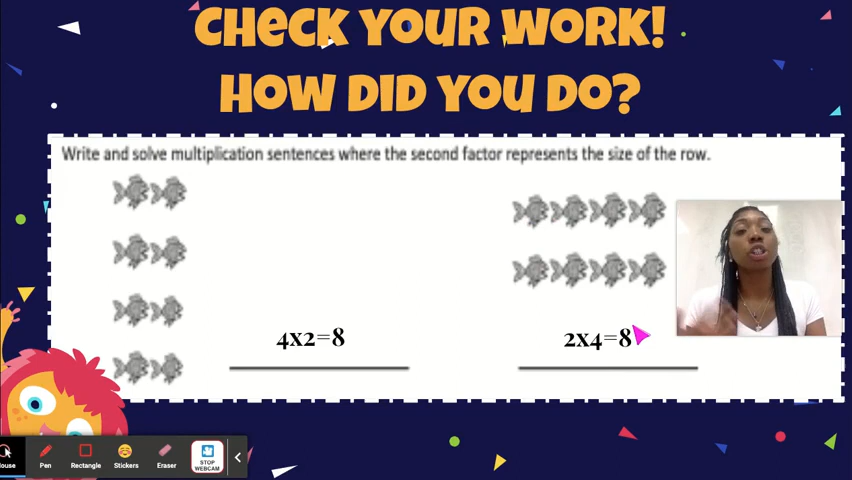 CHECK YOUR WORK!
HOW DID YOU DO?
Write and solve multiplication sentences where the second factor represents the size of the row.
4x2=8
2x4=8
ouse
Pen
Rectangle
Stickers
Eraser
STOP
WEBCAM